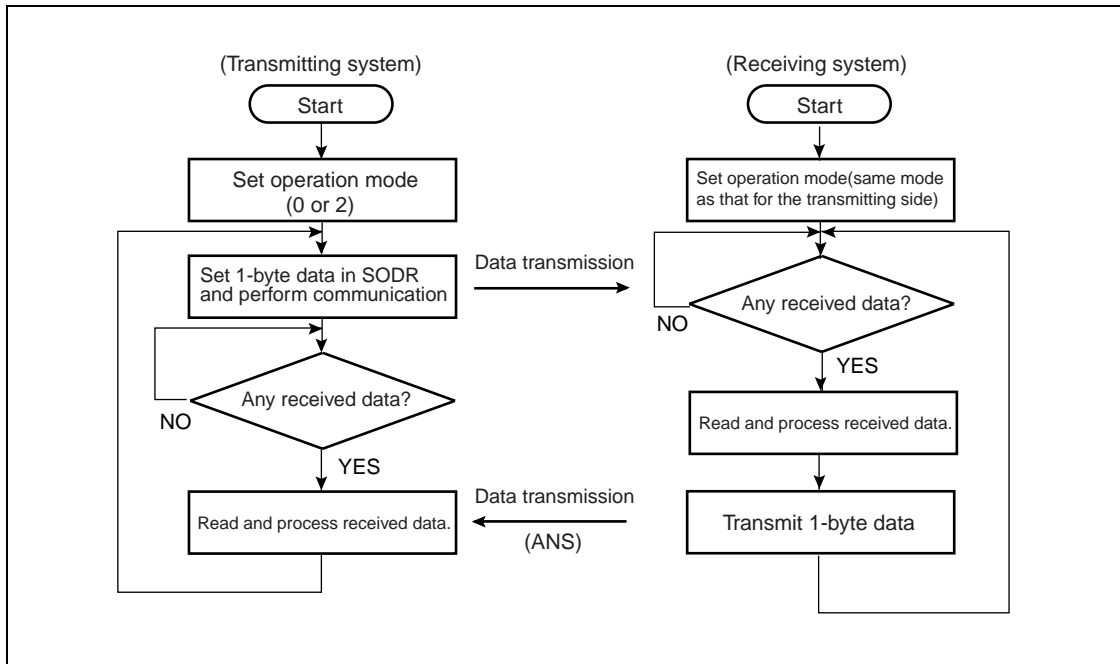 (Transmitting system)
Start
Set operation mode
(0 or 2)
Set 1-byte data in SODR
and perform communication
Any received data?
NO
YES
Read and process received data.
Data transmission
Data transmission
(ANS)
(Receiving system)
Start
Set operation mode(same mode
as that for the transmitting side)
Any received data?
NO
YES
Read and process received data.
Transmit 1-byte data